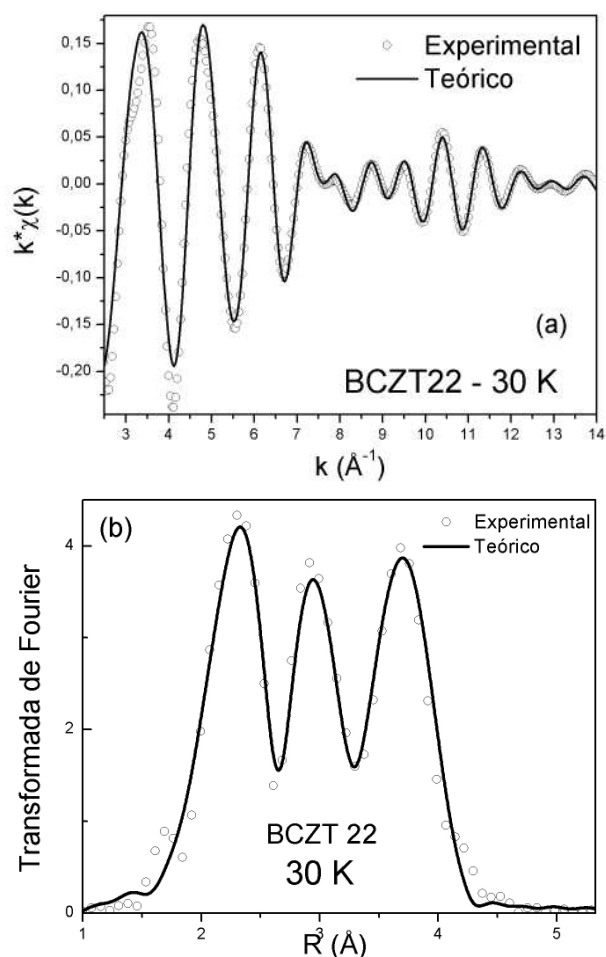 0,15
0,10
0,05
0,00
-0,05
-0,10
-0,15
-0,20
k*χ(k)
Experimental
Teórico
(a)
BCZT22 - 30 K
3 4 5 6 7 8 9 10 11 12 13 14
k (Å⁻¹)
(b)
Experimental
Teórico
4
2
0
Transformada de Fourier
BCZT 22
30 K
1 2 3 4 5
R (Å)